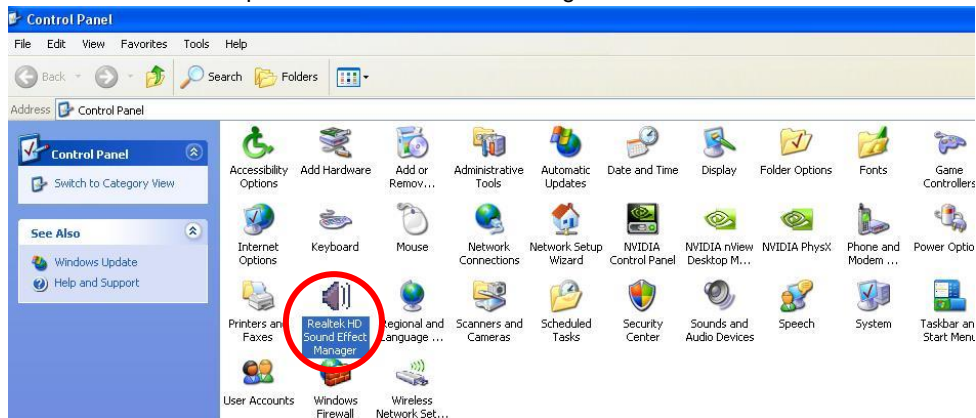 Control Panel
File Edit View Favorites Tools Help
Back Search Folders
Address Control Panel
Control Panel
Switch to Category View
See Also
Windows Update
Help and Support
Accessibility Options
Add Hardware
Add or Remov...
Administrative Tools
Automatic Updates
Date and Time
Display
Folder Options
Fonts
Game Controllers
Internet Options
Keyboard
Mouse
Network Connections
Network Setup Wizard
NVIDIA Control Panel
NVIDIA nView Desktop M...
NVIDIA PhysX
Phone and Modem ...
Power Optio
Printers and Faxes
Realtek HD Sound Effect Manager
Regional and Language ...
Scanners and Cameras
Scheduled Tasks
Security Center
Sounds and Audio Devices
Speech
System
Taskbar an
Start Menu
User Accounts
Windows Firewall
Wireless Network Set...